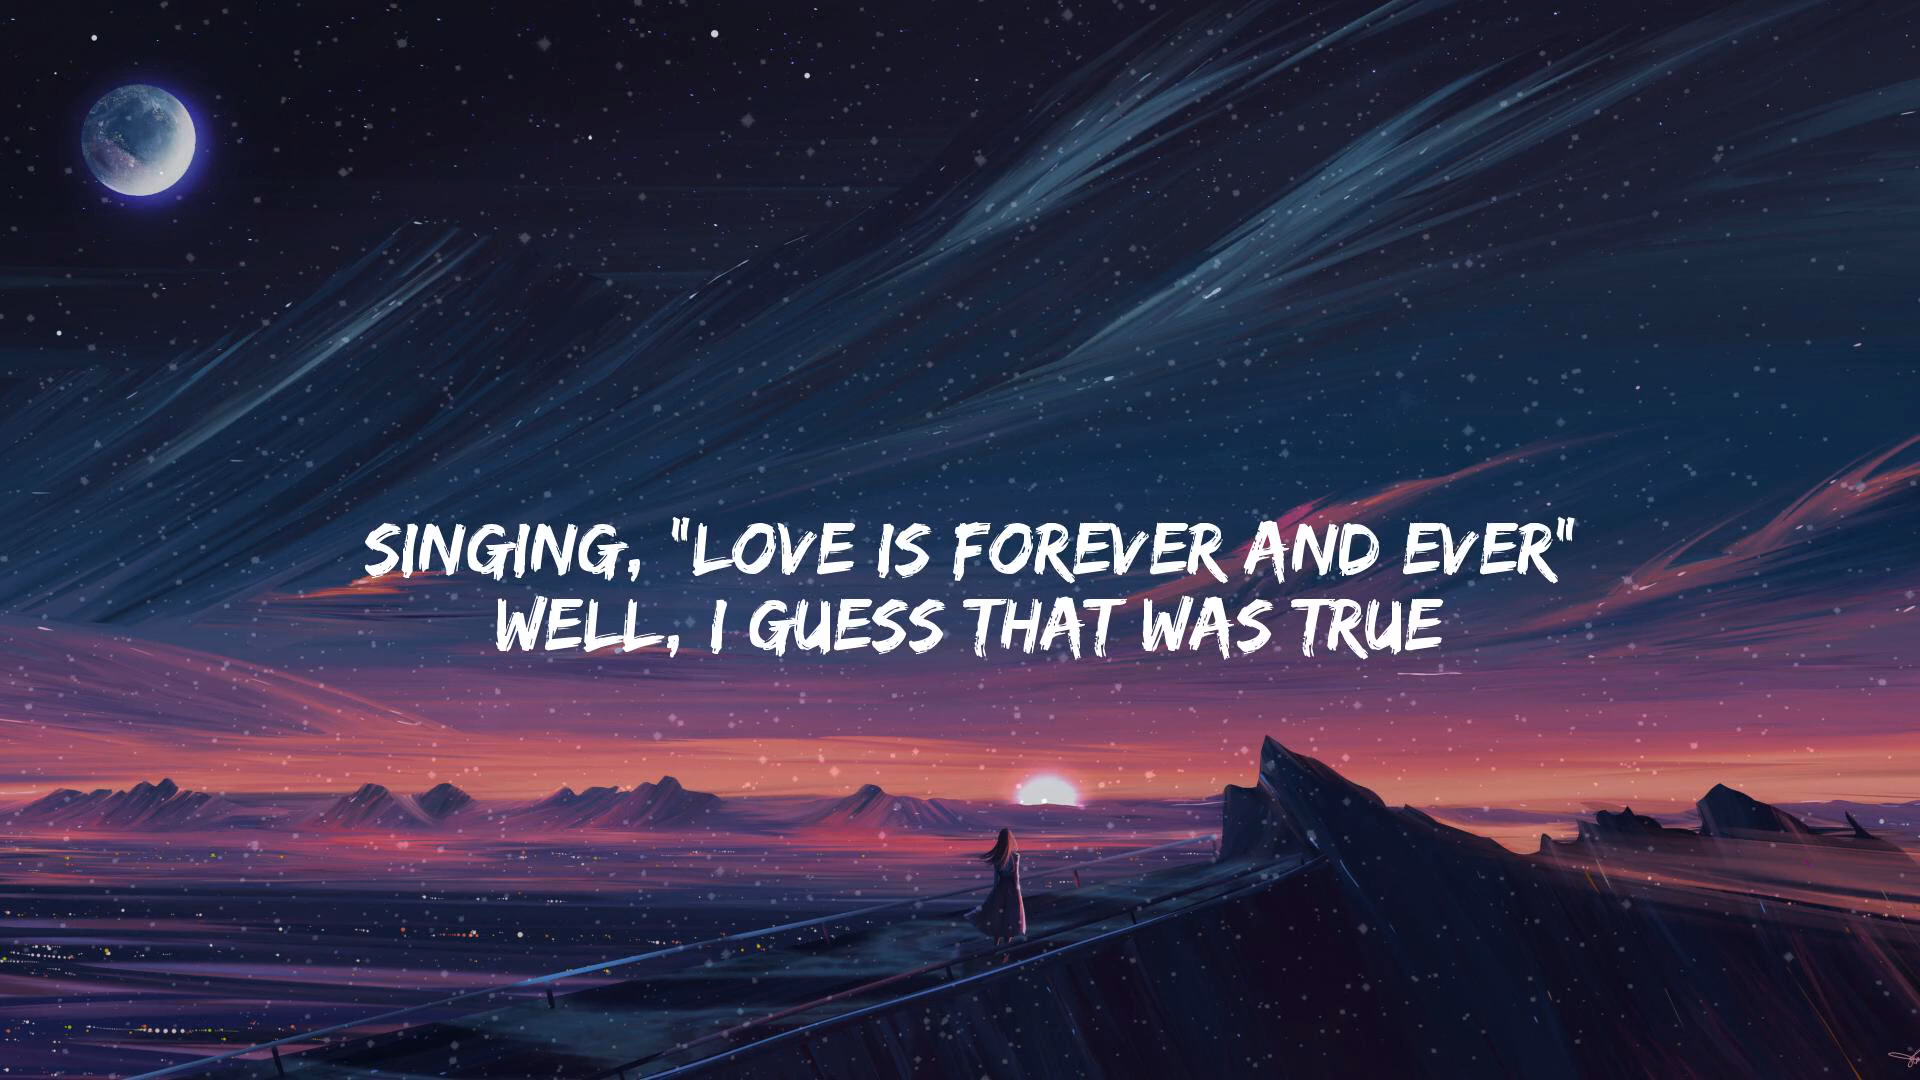 SINGING, "LOVE IS FOREVER AND EVER"
WELL, I GUESS THAT WAS TRUE